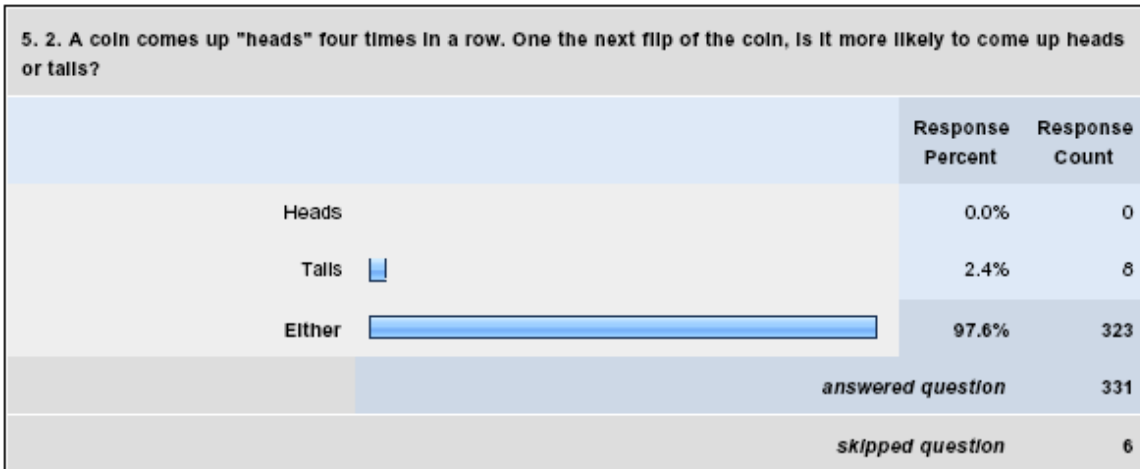 5. 2. A coin comes up "heads" four times in a row. One the next flip of the coin, is it more likely to come up heads
or tails?
Response Percent Response Count
Heads 0.0% 0
Tails 2.4% 8
Either 97.6% 323
answered question 331
skipped question 6